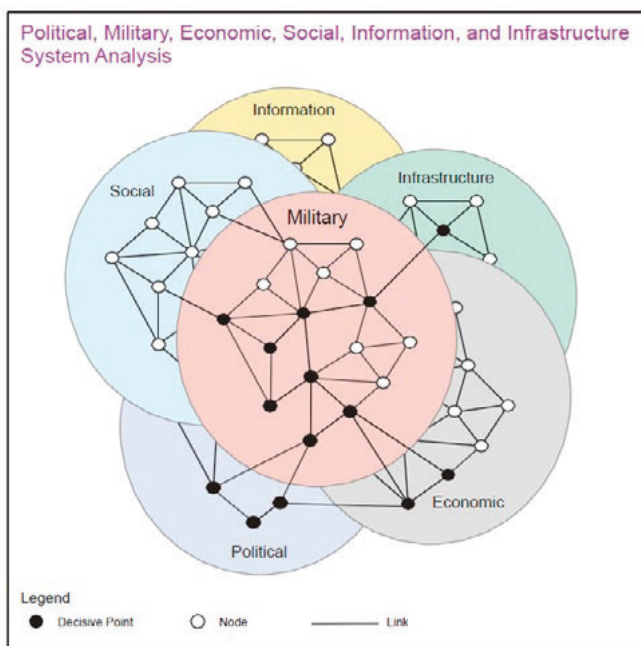 Political, Military, Economic, Social, Information, and Infrastructure
System Analysis
Information
Social
Infrastructure
Military
Economic
Political
Legend
Decisive Point
Node
Link